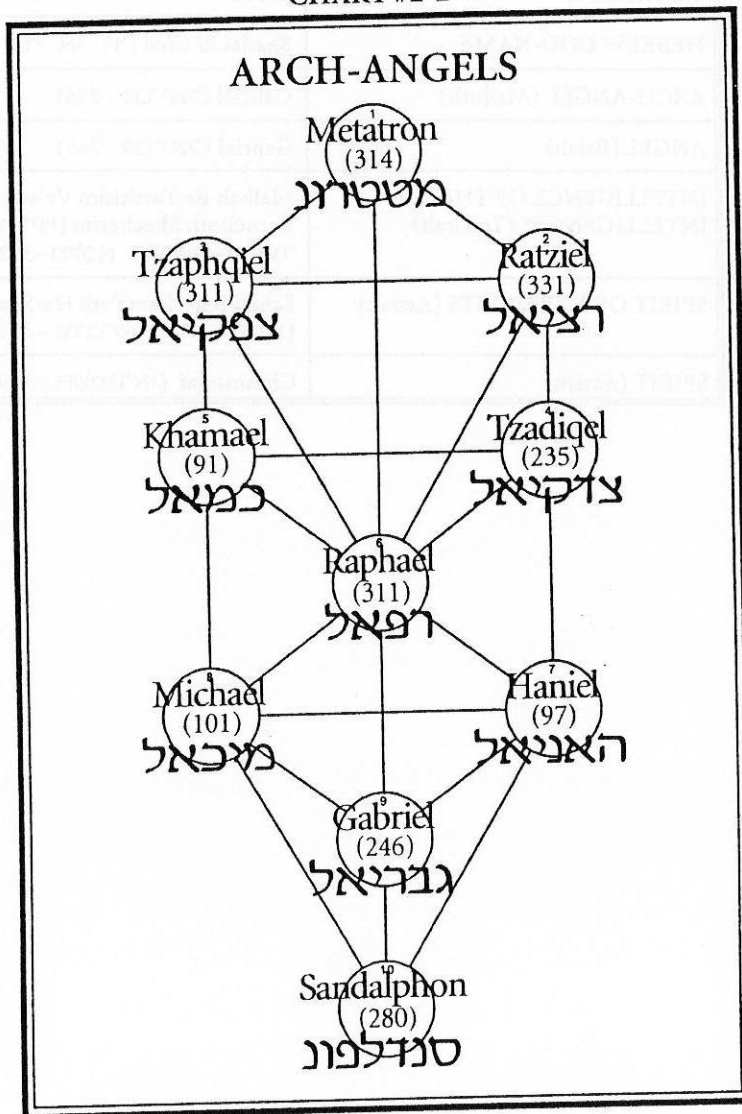 ARCH-ANGELS
1
Metatron
(314)
מטטרון
3
Tzaphqiel
(311)
צפקיאל
2
Ratziel
(331)
רציאל
5
Khamael
(91)
כמאל
4
Tzadiqel
(235)
צדקיאל
6
Raphael
(311)
רפאל
8
Michael
(101)
מיכאל
7
Haniel
(97)
האניאל
9
Gabriel
(246)
גבריאל
10
Sandalphon
(280)
סנדלפונ